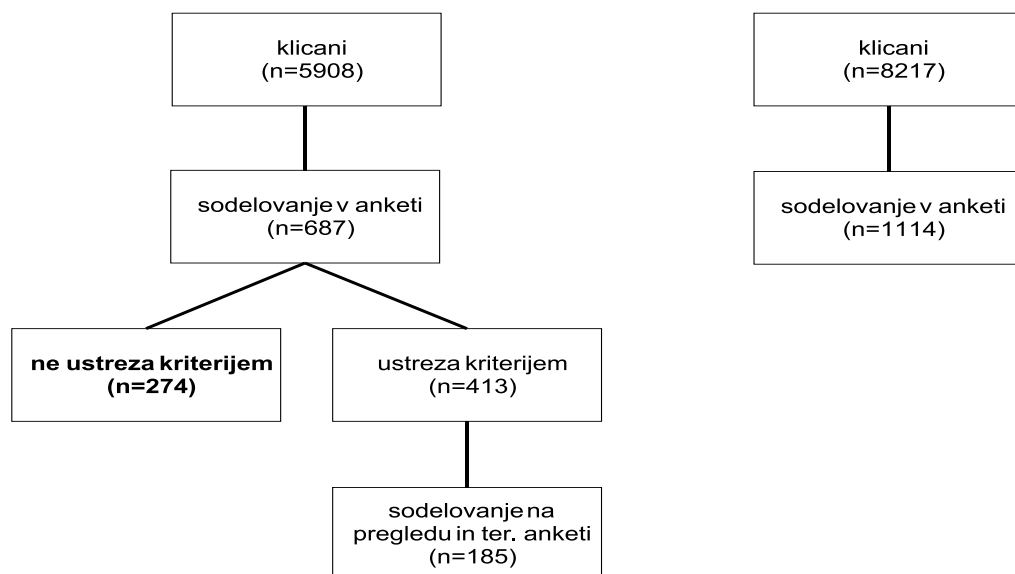 klicani
(n=5908)
klicani
(n=8217)
sodelovanje v anketi
(n=687)
sodelovanje v anketi
(n=1114)
ne ustreza kriterijem
(n=274)
ustreza kriterijem
(n=413)
sodelovanje na
pregledu in ter. anketi
(n=185)